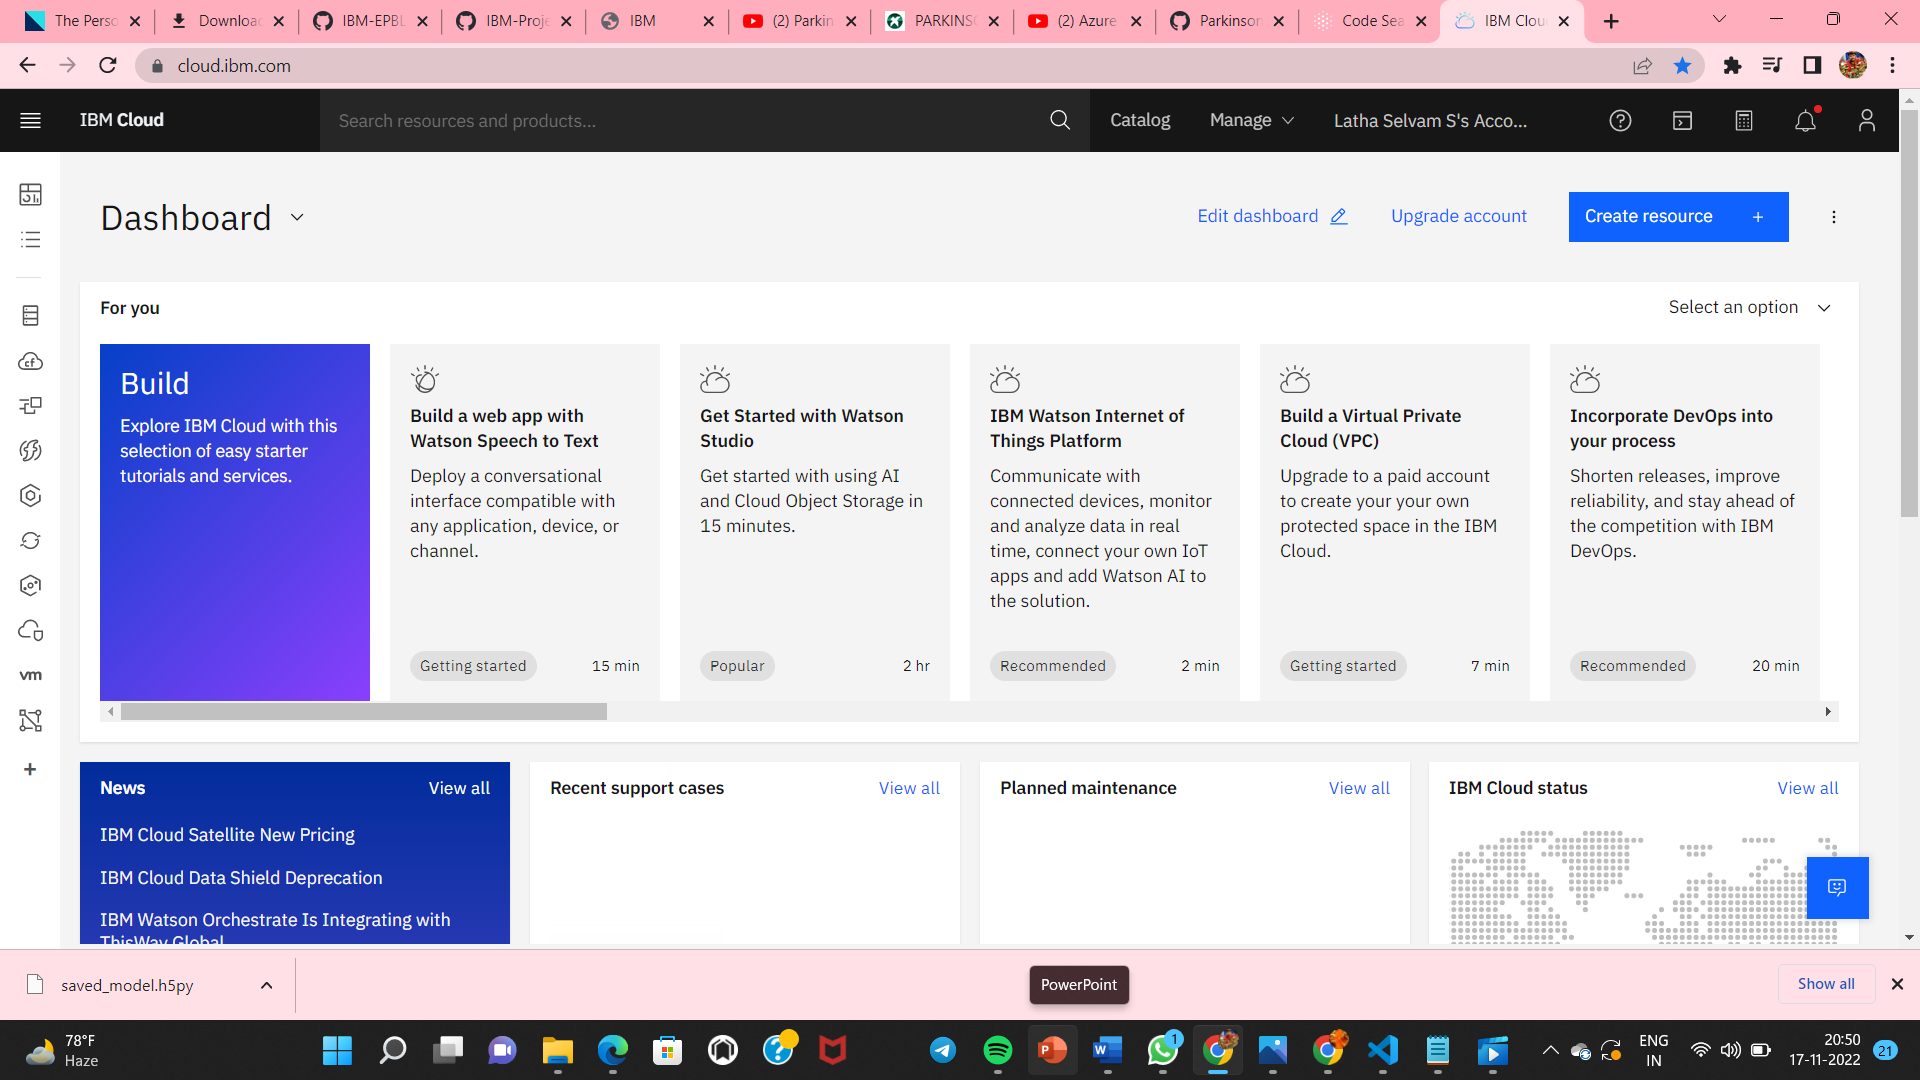 The Perso
Downloa
IBM-EPBL
IBM-Proje
IBM
(2) Parkin
PARKINSO
(2) Azure
Parkinson
Code Sea
IBM Clou
cloud.ibm.com
IBM Cloud
Search resources and products...
Catalog
Manage
Latha Selvam S's Acco...
Dashboard
Edit dashboard
Upgrade account
Create resource +
For you
Select an option
Build
Explore IBM Cloud with this
selection of easy starter
tutorials and services.
Build a web app with
Watson Speech to Text
Deploy a conversational
interface compatible with
any application, device, or
channel.
Getting started 15 min
Get Started with Watson
Studio
Get started with using AI
and Cloud Object Storage in
15 minutes.
Popular 2 hr
IBM Watson Internet of
Things Platform
Communicate with
connected devices, monitor
and analyze data in real
time, connect your own IoT
apps and add Watson AI to
the solution.
Recommended 2 min
Build a Virtual Private
Cloud (VPC)
Upgrade to a paid account
to create your your own
protected space in the IBM
Cloud.
Getting started 7 min
Incorporate DevOps into
your process
Shorten releases, improve
reliability, and stay ahead of
the competition with IBM
DevOps.
Recommended 20 min
vm
News View all
IBM Cloud Satellite New Pricing
IBM Cloud Data Shield Deprecation
IBM Watson Orchestrate Is Integrating with
ThisWay Global
Recent support cases View all
Planned maintenance View all
IBM Cloud status View all
saved_model.h5py
PowerPoint
Show all
78°F
Haze
1
ENG
IN
20:50
17-11-2022
21